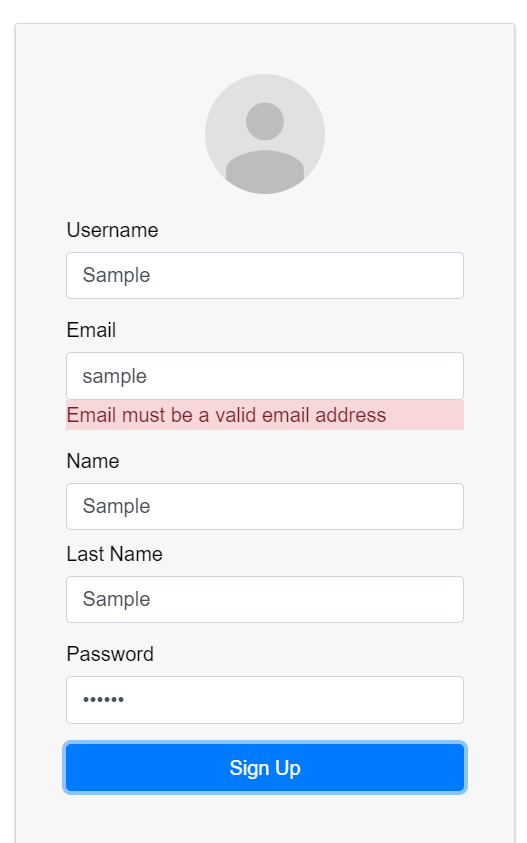 Username
Sample
Email
sample
Email must be a valid email address
Name
Sample
Last Name
Sample
Password
••••••
Sign Up